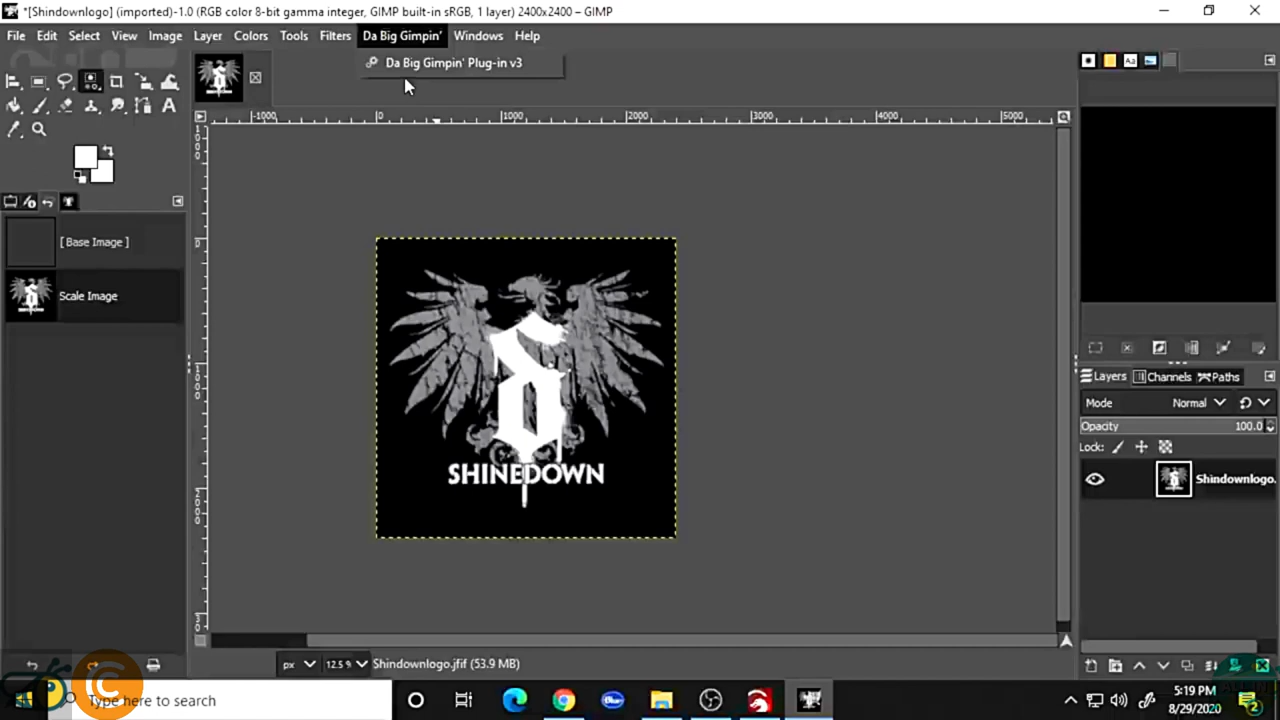 *[Shindownlogo] (imported)-1.0 (RGB color 8-bit gamma integer, GIMP built-in sRGB, 1 layer) 2400x2400 – GIMP
File Edit Select View Image Layer Colors Tools Filters Da Big Gimpin' Windows Help
Da Big Gimpin' Plug-in v3
-1000 0 1000 2000 3000 4000 5000
[ Base Image ]
Scale Image
SHINEDOWN
Layers Channels Paths
Mode Normal
Opacity 100.0
Lock:
Shindownlogo.
px 12.5 % Shindownlogo.jfif (53.9 MB)
Type here to search
5:19 PM
8/29/2020
2